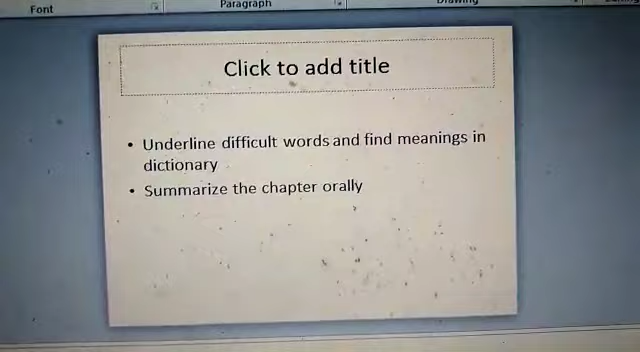 Font
Paragraph
Drawing
Click to add title
• Underline difficult words and find meanings in
dictionary
• Summarize the chapter orally